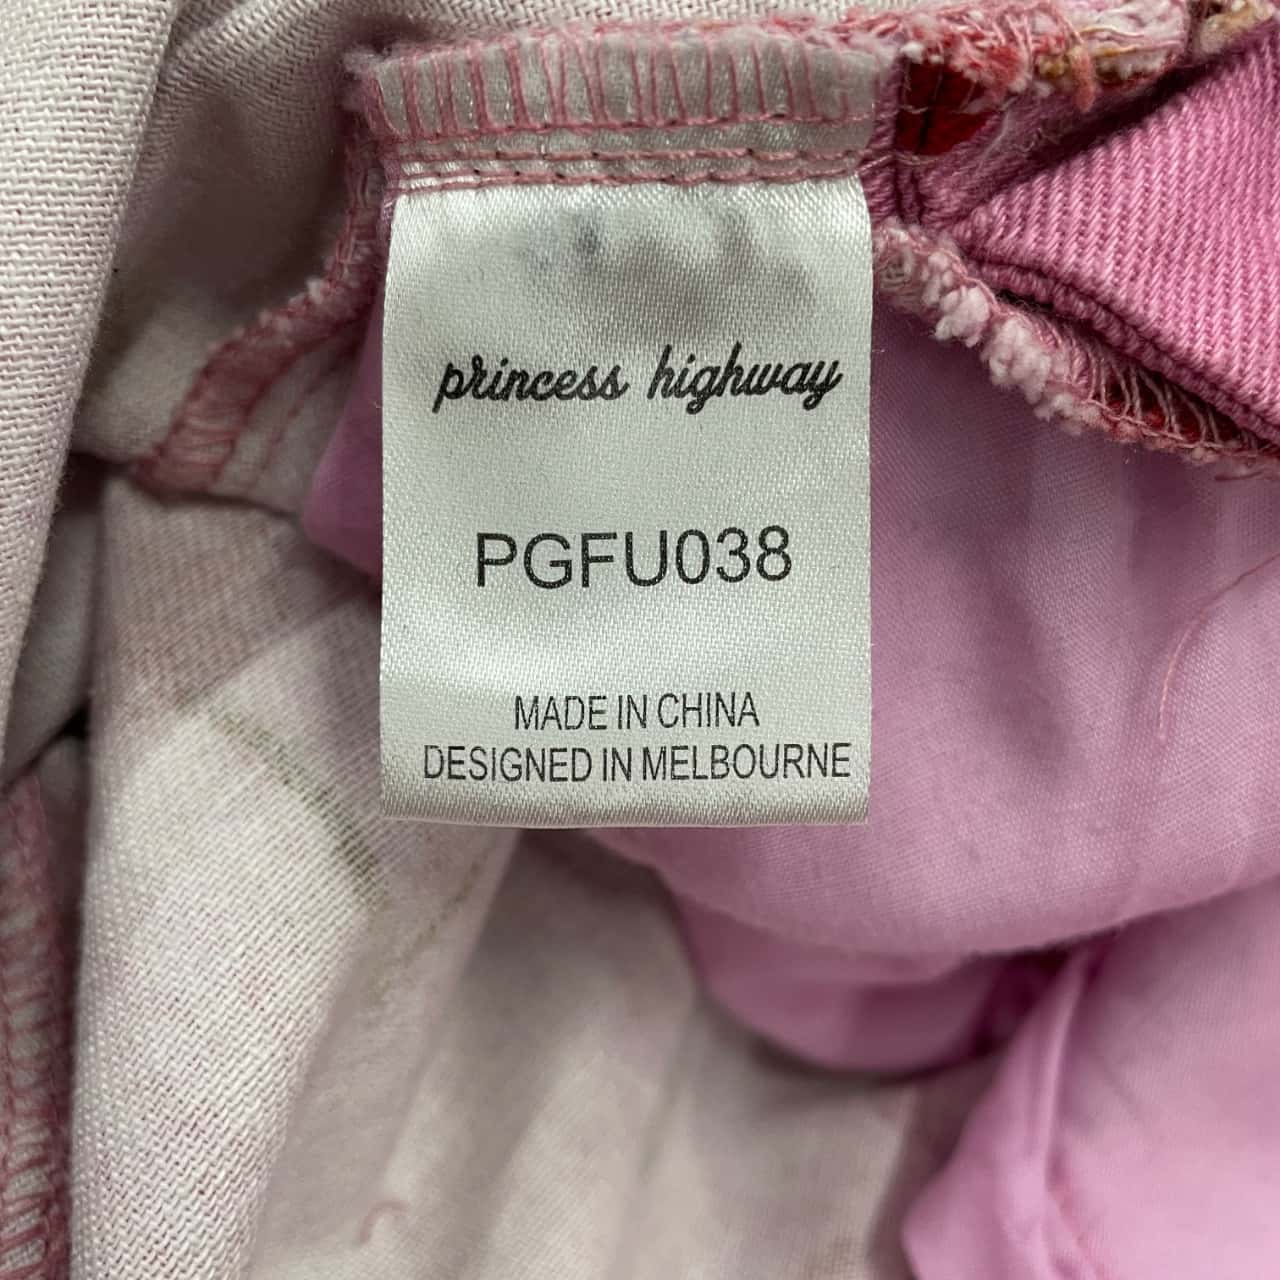 princess highway
PGFU038
MADE IN CHINA
DESIGNED IN MELBOURNE